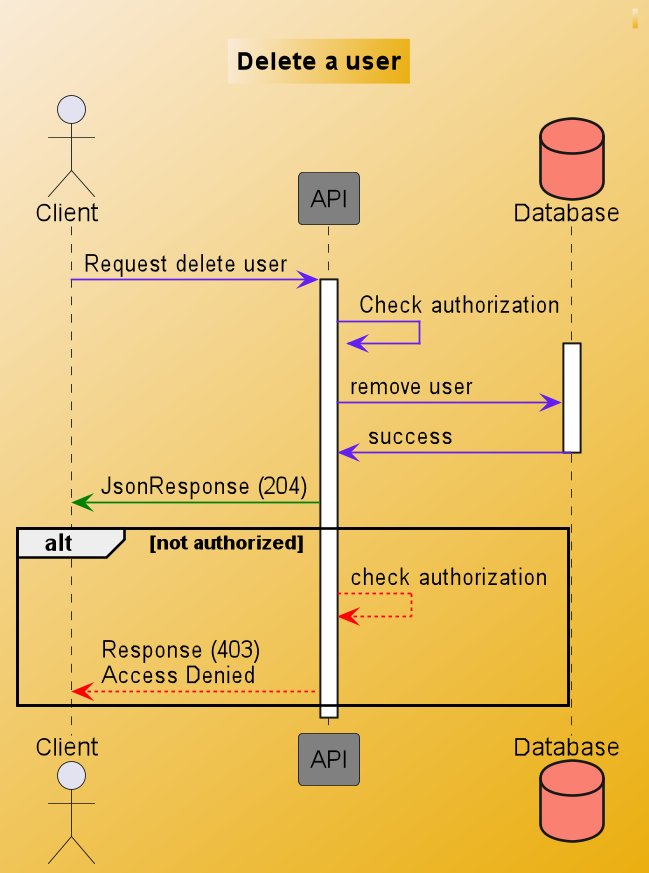 Delete a user
Client
API
Database
Request delete user
Check authorization
remove user
success
JsonResponse (204)
alt
[not authorized]
check authorization
Response (403)
Access Denied
Client
API
Database